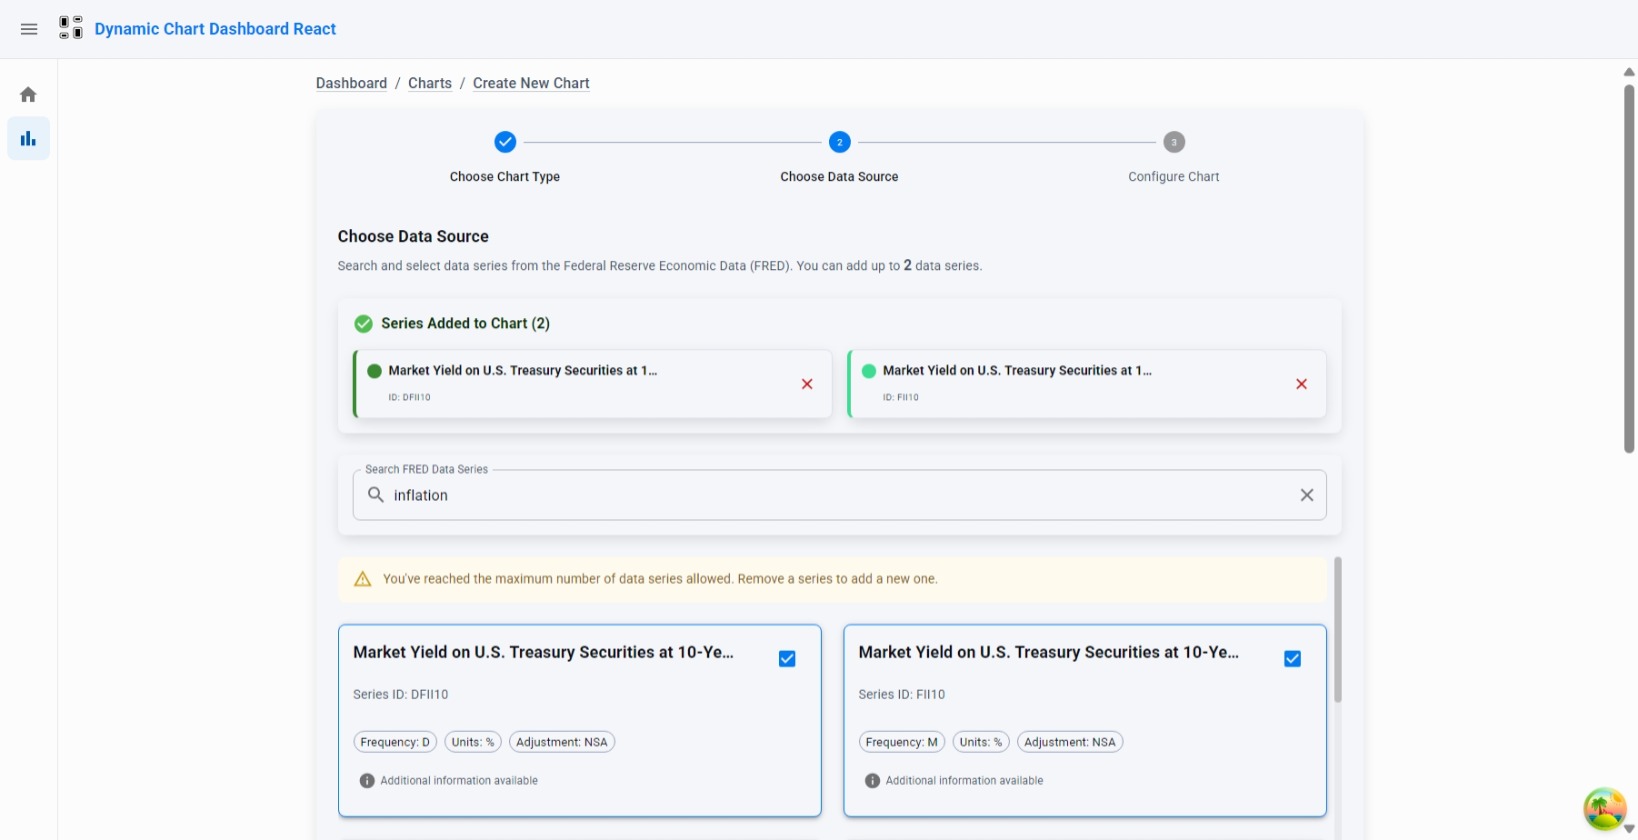 Dynamic Chart Dashboard React
Dashboard / Charts / Create New Chart
2
3
Choose Chart Type
Choose Data Source
Configure Chart
Choose Data Source
Search and select data series from the Federal Reserve Economic Data (FRED). You can add up to 2 data series.
Series Added to Chart (2)
Market Yield on U.S. Treasury Securities at 1...
ID: DFII10
Market Yield on U.S. Treasury Securities at 1...
ID: FII10
Search FRED Data Series
inflation
You've reached the maximum number of data series allowed. Remove a series to add a new one.
Market Yield on U.S. Treasury Securities at 10-Ye...
Series ID: DFII10
Frequency: D
Units: %
Adjustment: NSA
Additional information available
Market Yield on U.S. Treasury Securities at 10-Ye...
Series ID: FII10
Frequency: M
Units: %
Adjustment: NSA
Additional information available